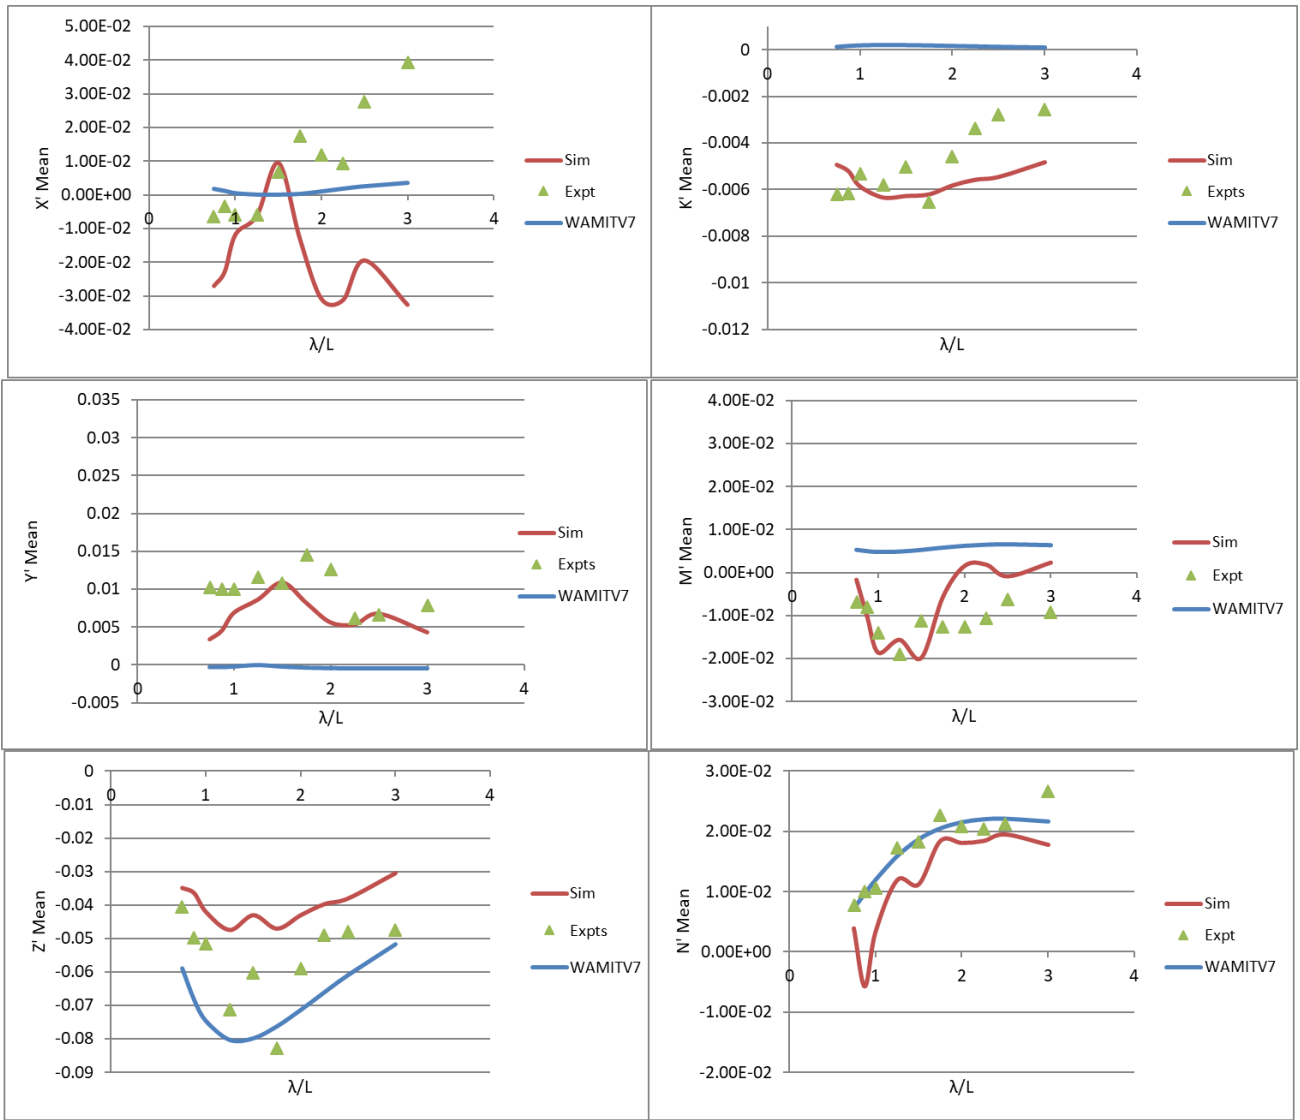 5.00E-02
4.00E-02
3.00E-02
2.00E-02
1.00E-02
0.00E+00
-1.00E-02
-2.00E-02
-3.00E-02
-4.00E-02
0 1 2 3 4
X' Mean
λ/L
Sim
Expt
WAMITV7
0
-0.002
-0.004
-0.006
-0.008
-0.01
-0.012
0 1 2 3 4
K' Mean
λ/L
Sim
Expts
WAMITV7
0.035
0.03
0.025
0.02
0.015
0.01
0.005
0
-0.005
0 1 2 3 4
Y' Mean
λ/L
Sim
Expts
WAMITV7
4.00E-02
3.00E-02
2.00E-02
1.00E-02
0.00E+00
-1.00E-02
-2.00E-02
-3.00E-02
0 1 2 3 4
M' Mean
λ/L
Sim
Expt
WAMITV7
0
-0.01
-0.02
-0.03
-0.04
-0.05
-0.06
-0.07
-0.08
-0.09
0 1 2 3 4
Z' Mean
λ/L
Sim
Expts
WAMITV7
3.00E-02
2.00E-02
1.00E-02
0.00E+00
-1.00E-02
-2.00E-02
0 1 2 3 4
N' Mean
λ/L
Sim
Expt
WAMITV7